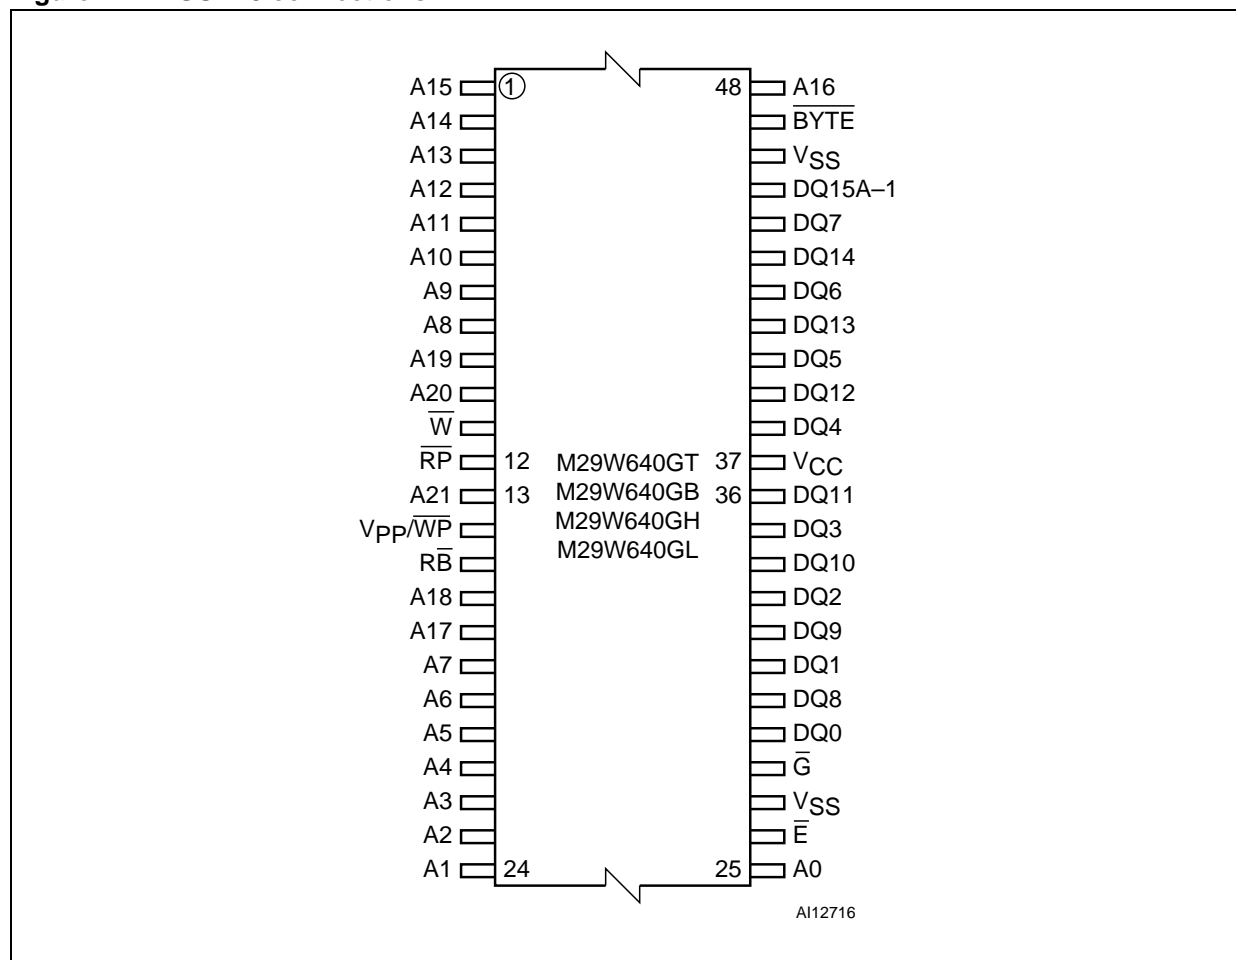 A15 1 48 A16
A14 B̅Y̅T̅E̅
A13 VSS
A12 DQ15A–1
A11 DQ7
A10 DQ14
A9 DQ6
A8 DQ13
A19 DQ5
A20 DQ12
W̅ DQ4
R̅P̅ 12 M29W640GT 37 VCC
A21 13 M29W640GB 36 DQ11
VPP/W̅P̅ M29W640GH DQ3
RB̅ M29W640GL DQ10
A18 DQ2
A17 DQ9
A7 DQ1
A6 DQ8
A5 DQ0
A4 G̅
A3 VSS
A2 E̅
A1 24 25 A0
AI12716